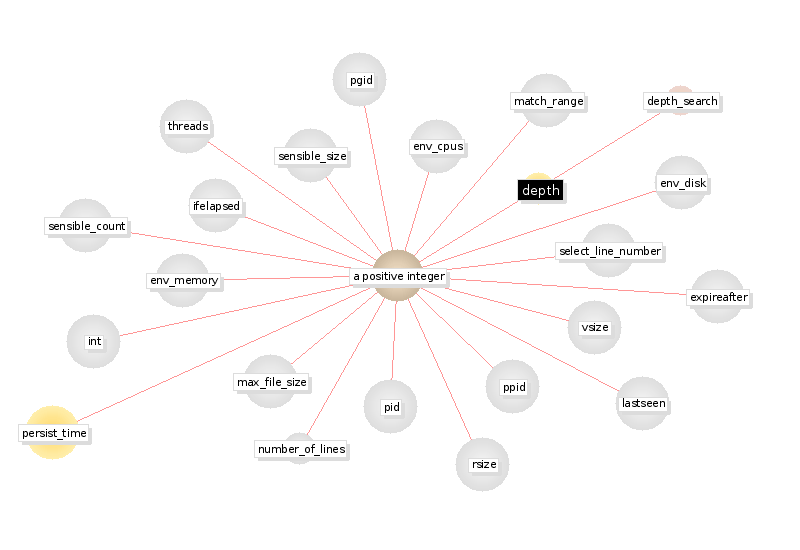 pgid
match_range
depth_search
threads
env_cpus
sensible_size
env_disk
depth
ifelapsed
sensible_count
select_line_number
a positive integer
env_memory
expireafter
vsize
int
max_file_size
ppid
lastseen
pid
persist_time
number_of_lines
rsize